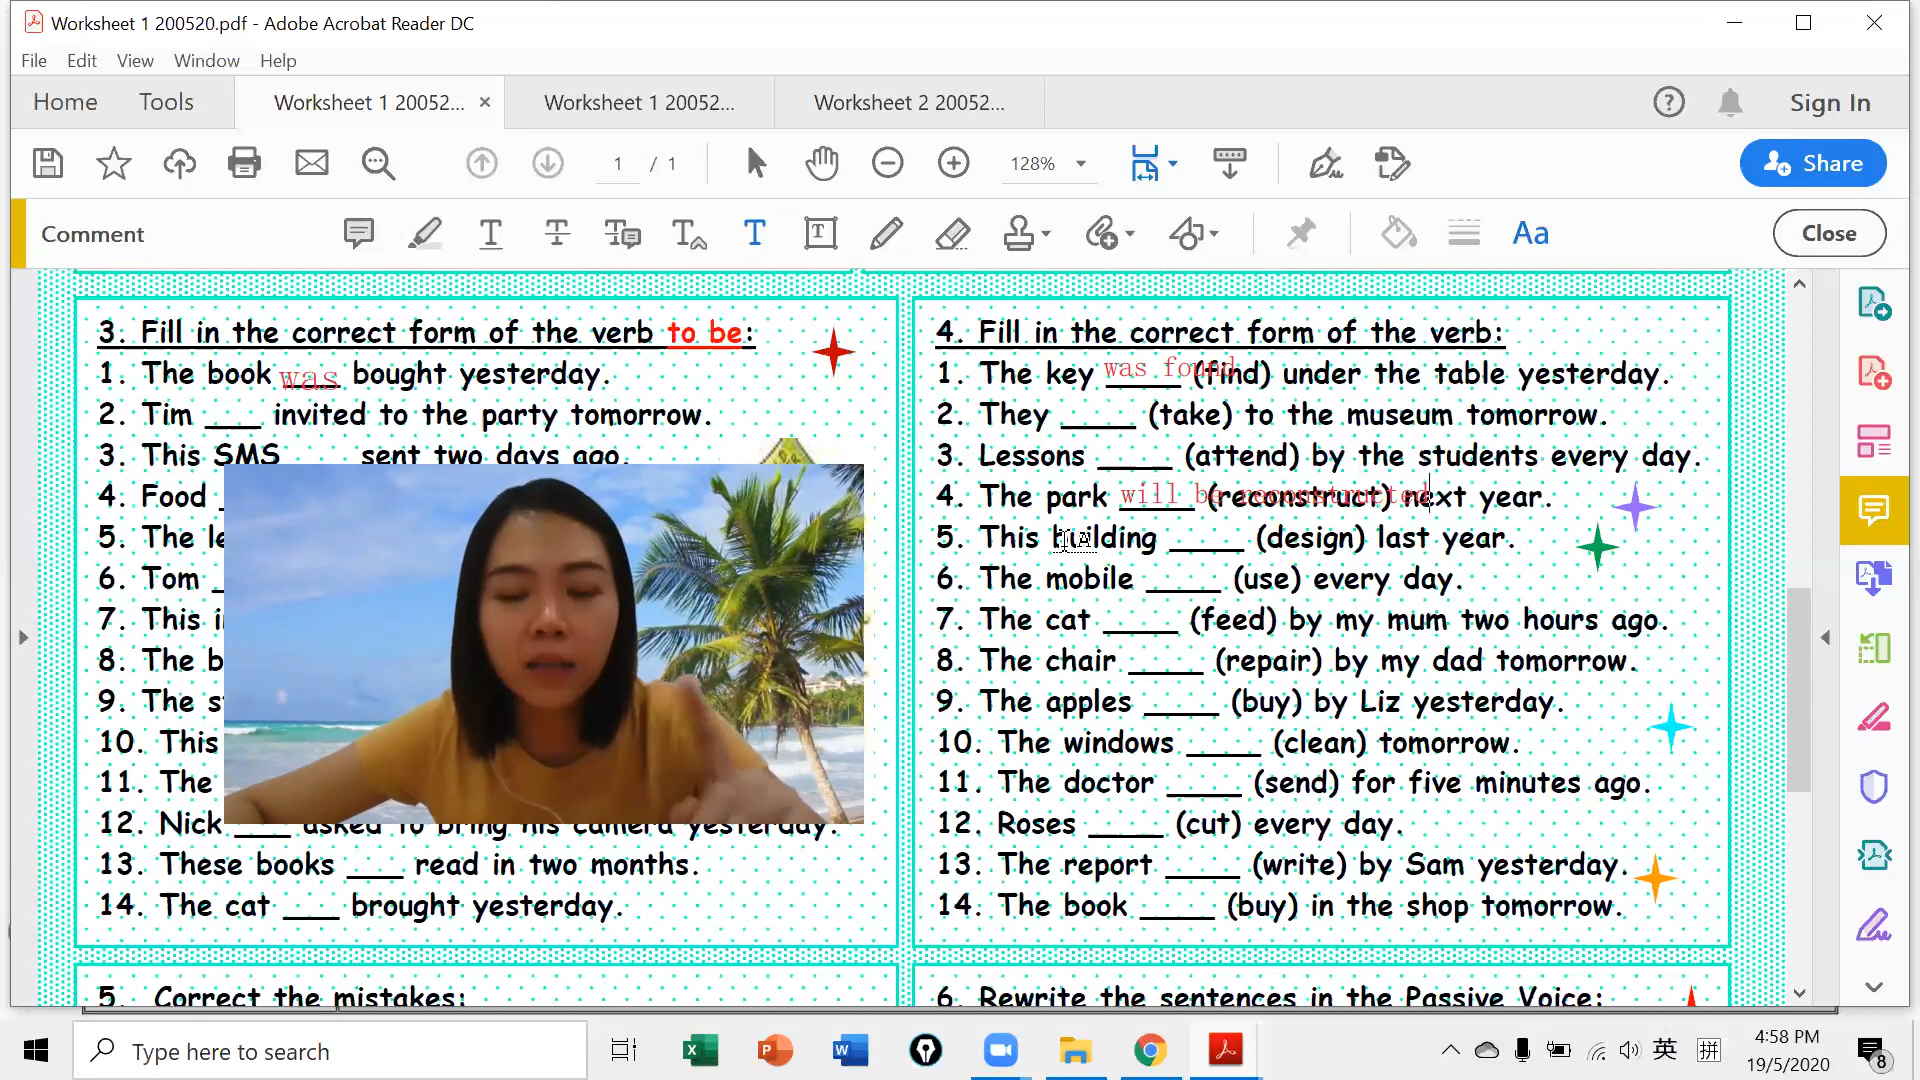 Worksheet 1 200520.pdf - Adobe Acrobat Reader DC
File Edit View Window Help
Home Tools Worksheet 1 20052... × Worksheet 1 20052... Worksheet 2 20052... Sign In
1 / 1 128% Share
Comment Aa Close
3. Fill in the correct form of the verb to be:
1. The book was bought yesterday.
2. Tim ___ invited to the party tomorrow.
3. This SMS ___ sent two days ago.
4. Food
5. The
6. Tom
7. This
8. The
9. The
10. This
11. The
12. Nick ___ asked to bring his camera yesterday.
13. These books ___ read in two months.
14. The cat ___ brought yesterday.
4. Fill in the correct form of the verb:
1. The key was found ____ (find) under the table yesterday.
2. They ____ (take) to the museum tomorrow.
3. Lessons ____ (attend) by the students every day.
4. The park will be reconstructed ____ (reconstruct) next year.
5. This building ____ (design) last year.
6. The mobile ____ (use) every day.
7. The cat ____ (feed) by my mum two hours ago.
8. The chair ____ (repair) by my dad tomorrow.
9. The apples ____ (buy) by Liz yesterday.
10. The windows ____ (clean) tomorrow.
11. The doctor ____ (send) for five minutes ago.
12. Roses ____ (cut) every day.
13. The report ____ (write) by Sam yesterday.
14. The book ____ (buy) in the shop tomorrow.
5. Correct the mistakes:
6. Rewrite the sentences in the Passive Voice:
Type here to search
英 拼
4:58 PM
19/5/2020
8